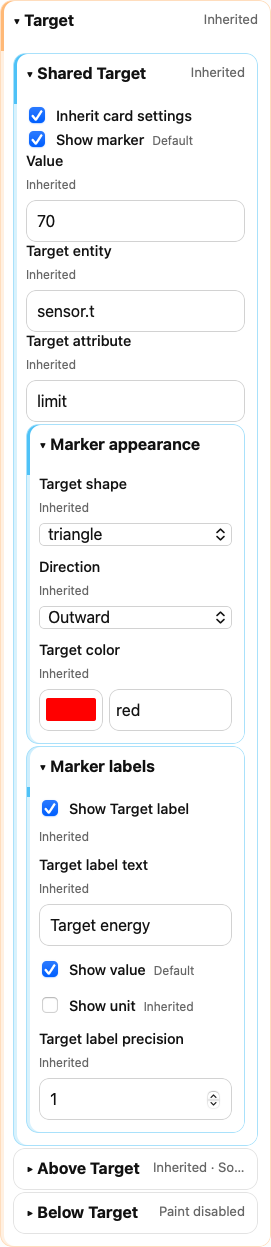 Target Inherited
Shared Target Inherited
Inherit card settings
Show marker Default
Value
Inherited
70
Target entity
Inherited
sensor.t
Target attribute
Inherited
limit
Marker appearance
Target shape
Inherited
triangle
Direction
Inherited
Outward
Target color
Inherited
red
Marker labels
Show Target label
Inherited
Target label text
Inherited
Target energy
Show value Default
Show unit Inherited
Target label precision
Inherited
1
Above Target Inherited · So...
Below Target Paint disabled